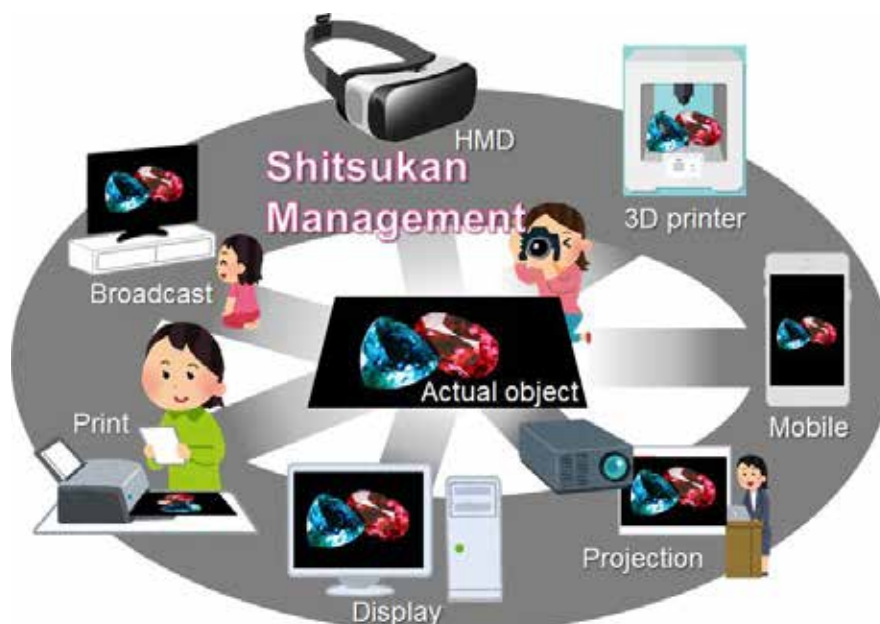 HMD
Shitsukan
Management
3D printer
Broadcast
Actual object
Print
Mobile
Projection
Display